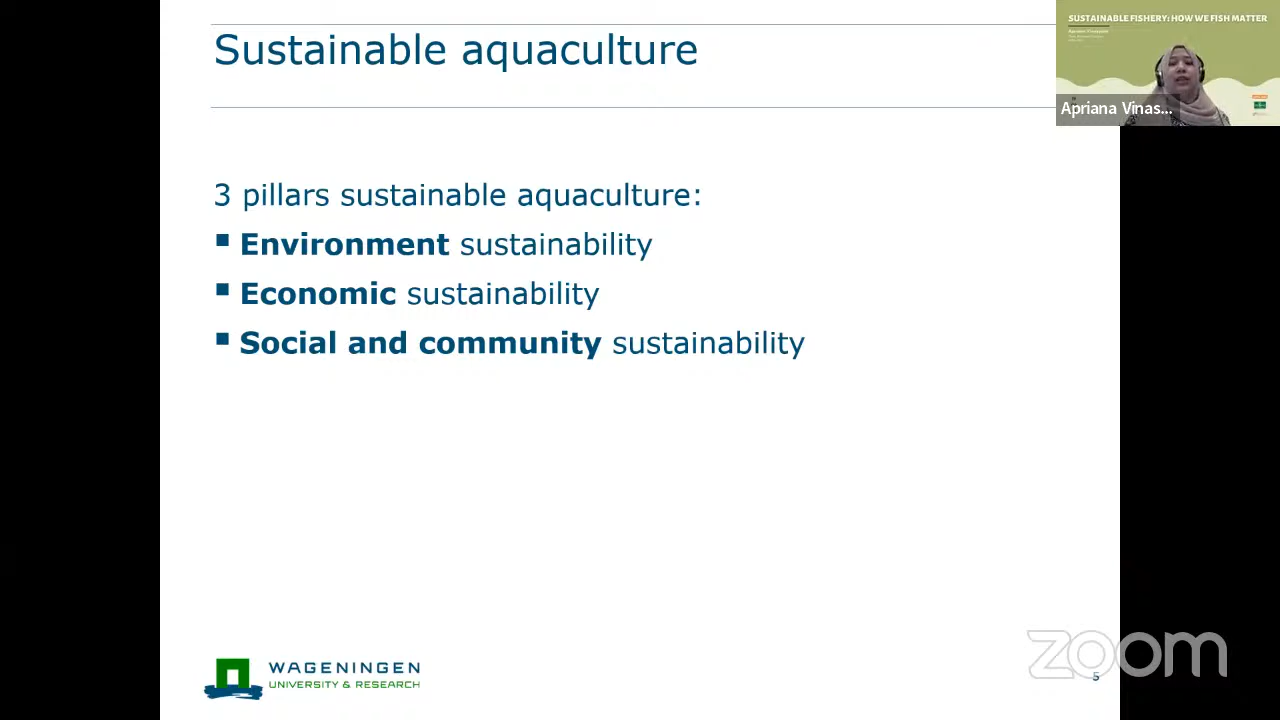 Sustainable aquaculture
SUSTAINABLE FISHERY: HOW WE FISH MATTER
Apriana Vinas...
3 pillars sustainable aquaculture:
▪ Environment sustainability
▪ Economic sustainability
▪ Social and community sustainability
WAGENINGEN
UNIVERSITY & RESEARCH
zoom
5